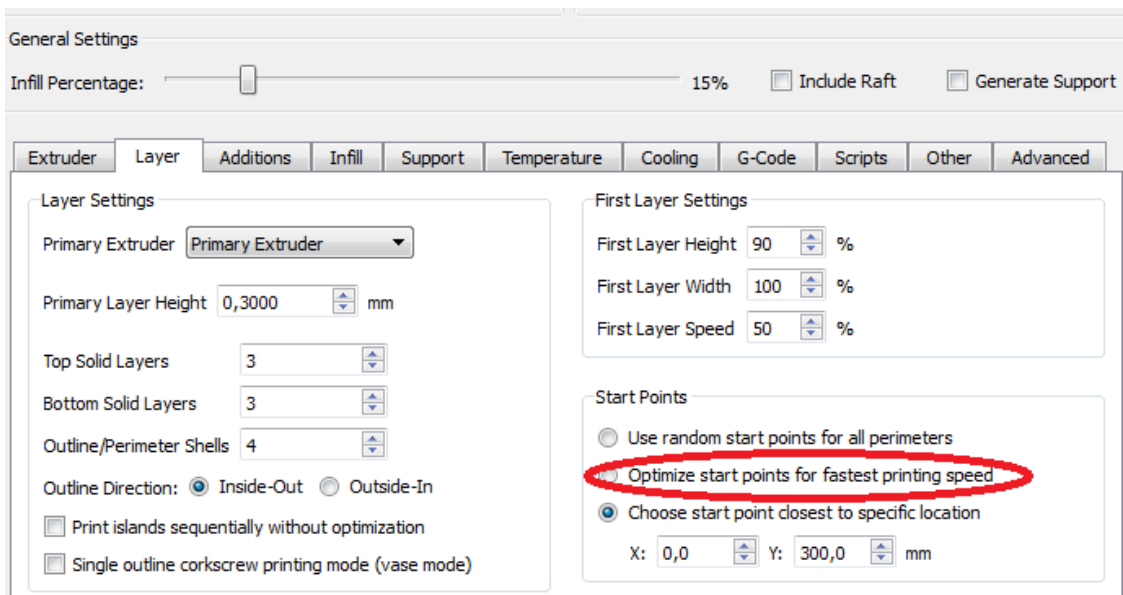 General Settings
Infill Percentage: 15% Include Raft Generate Support
Extruder Layer Additions Infill Support Temperature Cooling G-Code Scripts Other Advanced
Layer Settings
Primary Extruder Primary Extruder
Primary Layer Height 0,3000 mm
Top Solid Layers 3
Bottom Solid Layers 3
Outline/Perimeter Shells 4
Outline Direction: Inside-Out Outside-In
Print islands sequentially without optimization
Single outline corkscrew printing mode (vase mode)
First Layer Settings
First Layer Height 90 %
First Layer Width 100 %
First Layer Speed 50 %
Start Points
Use random start points for all perimeters
Optimize start points for fastest printing speed
Choose start point closest to specific location
X: 0,0 Y: 300,0 mm